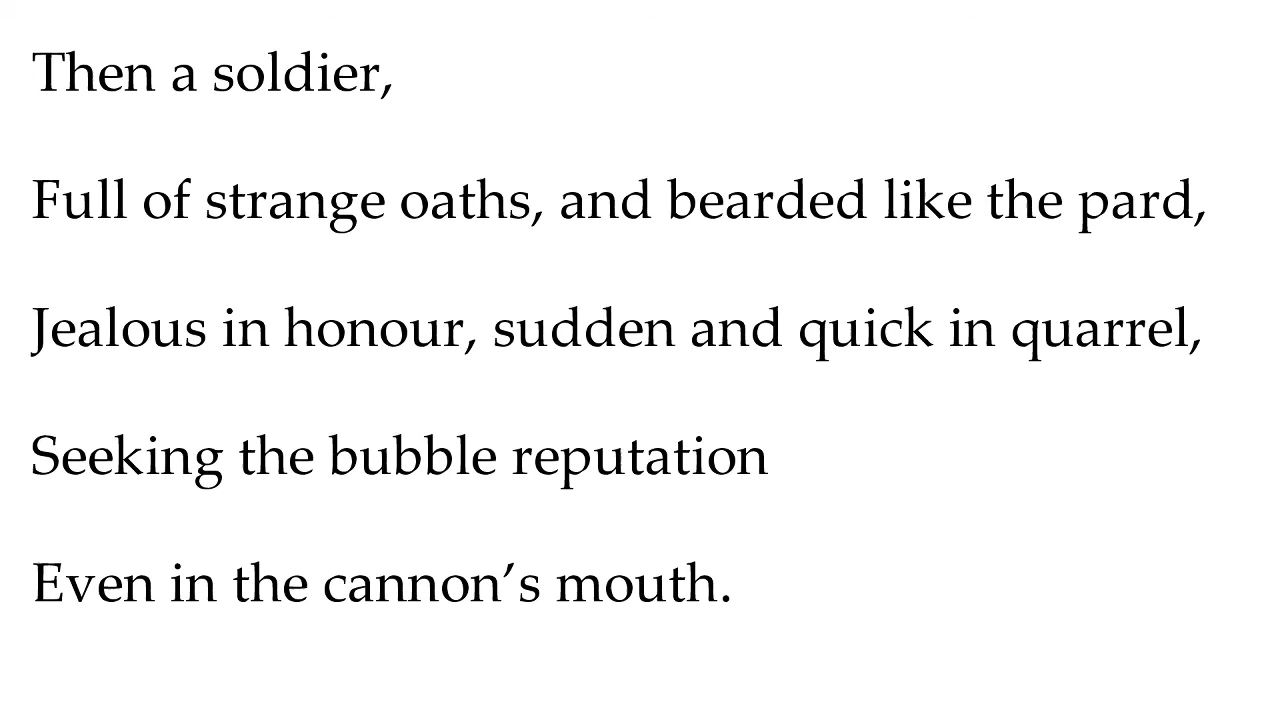 Then a soldier,
Full of strange oaths, and bearded like the pard,
Jealous in honour, sudden and quick in quarrel,
Seeking the bubble reputation
Even in the cannon’s mouth.